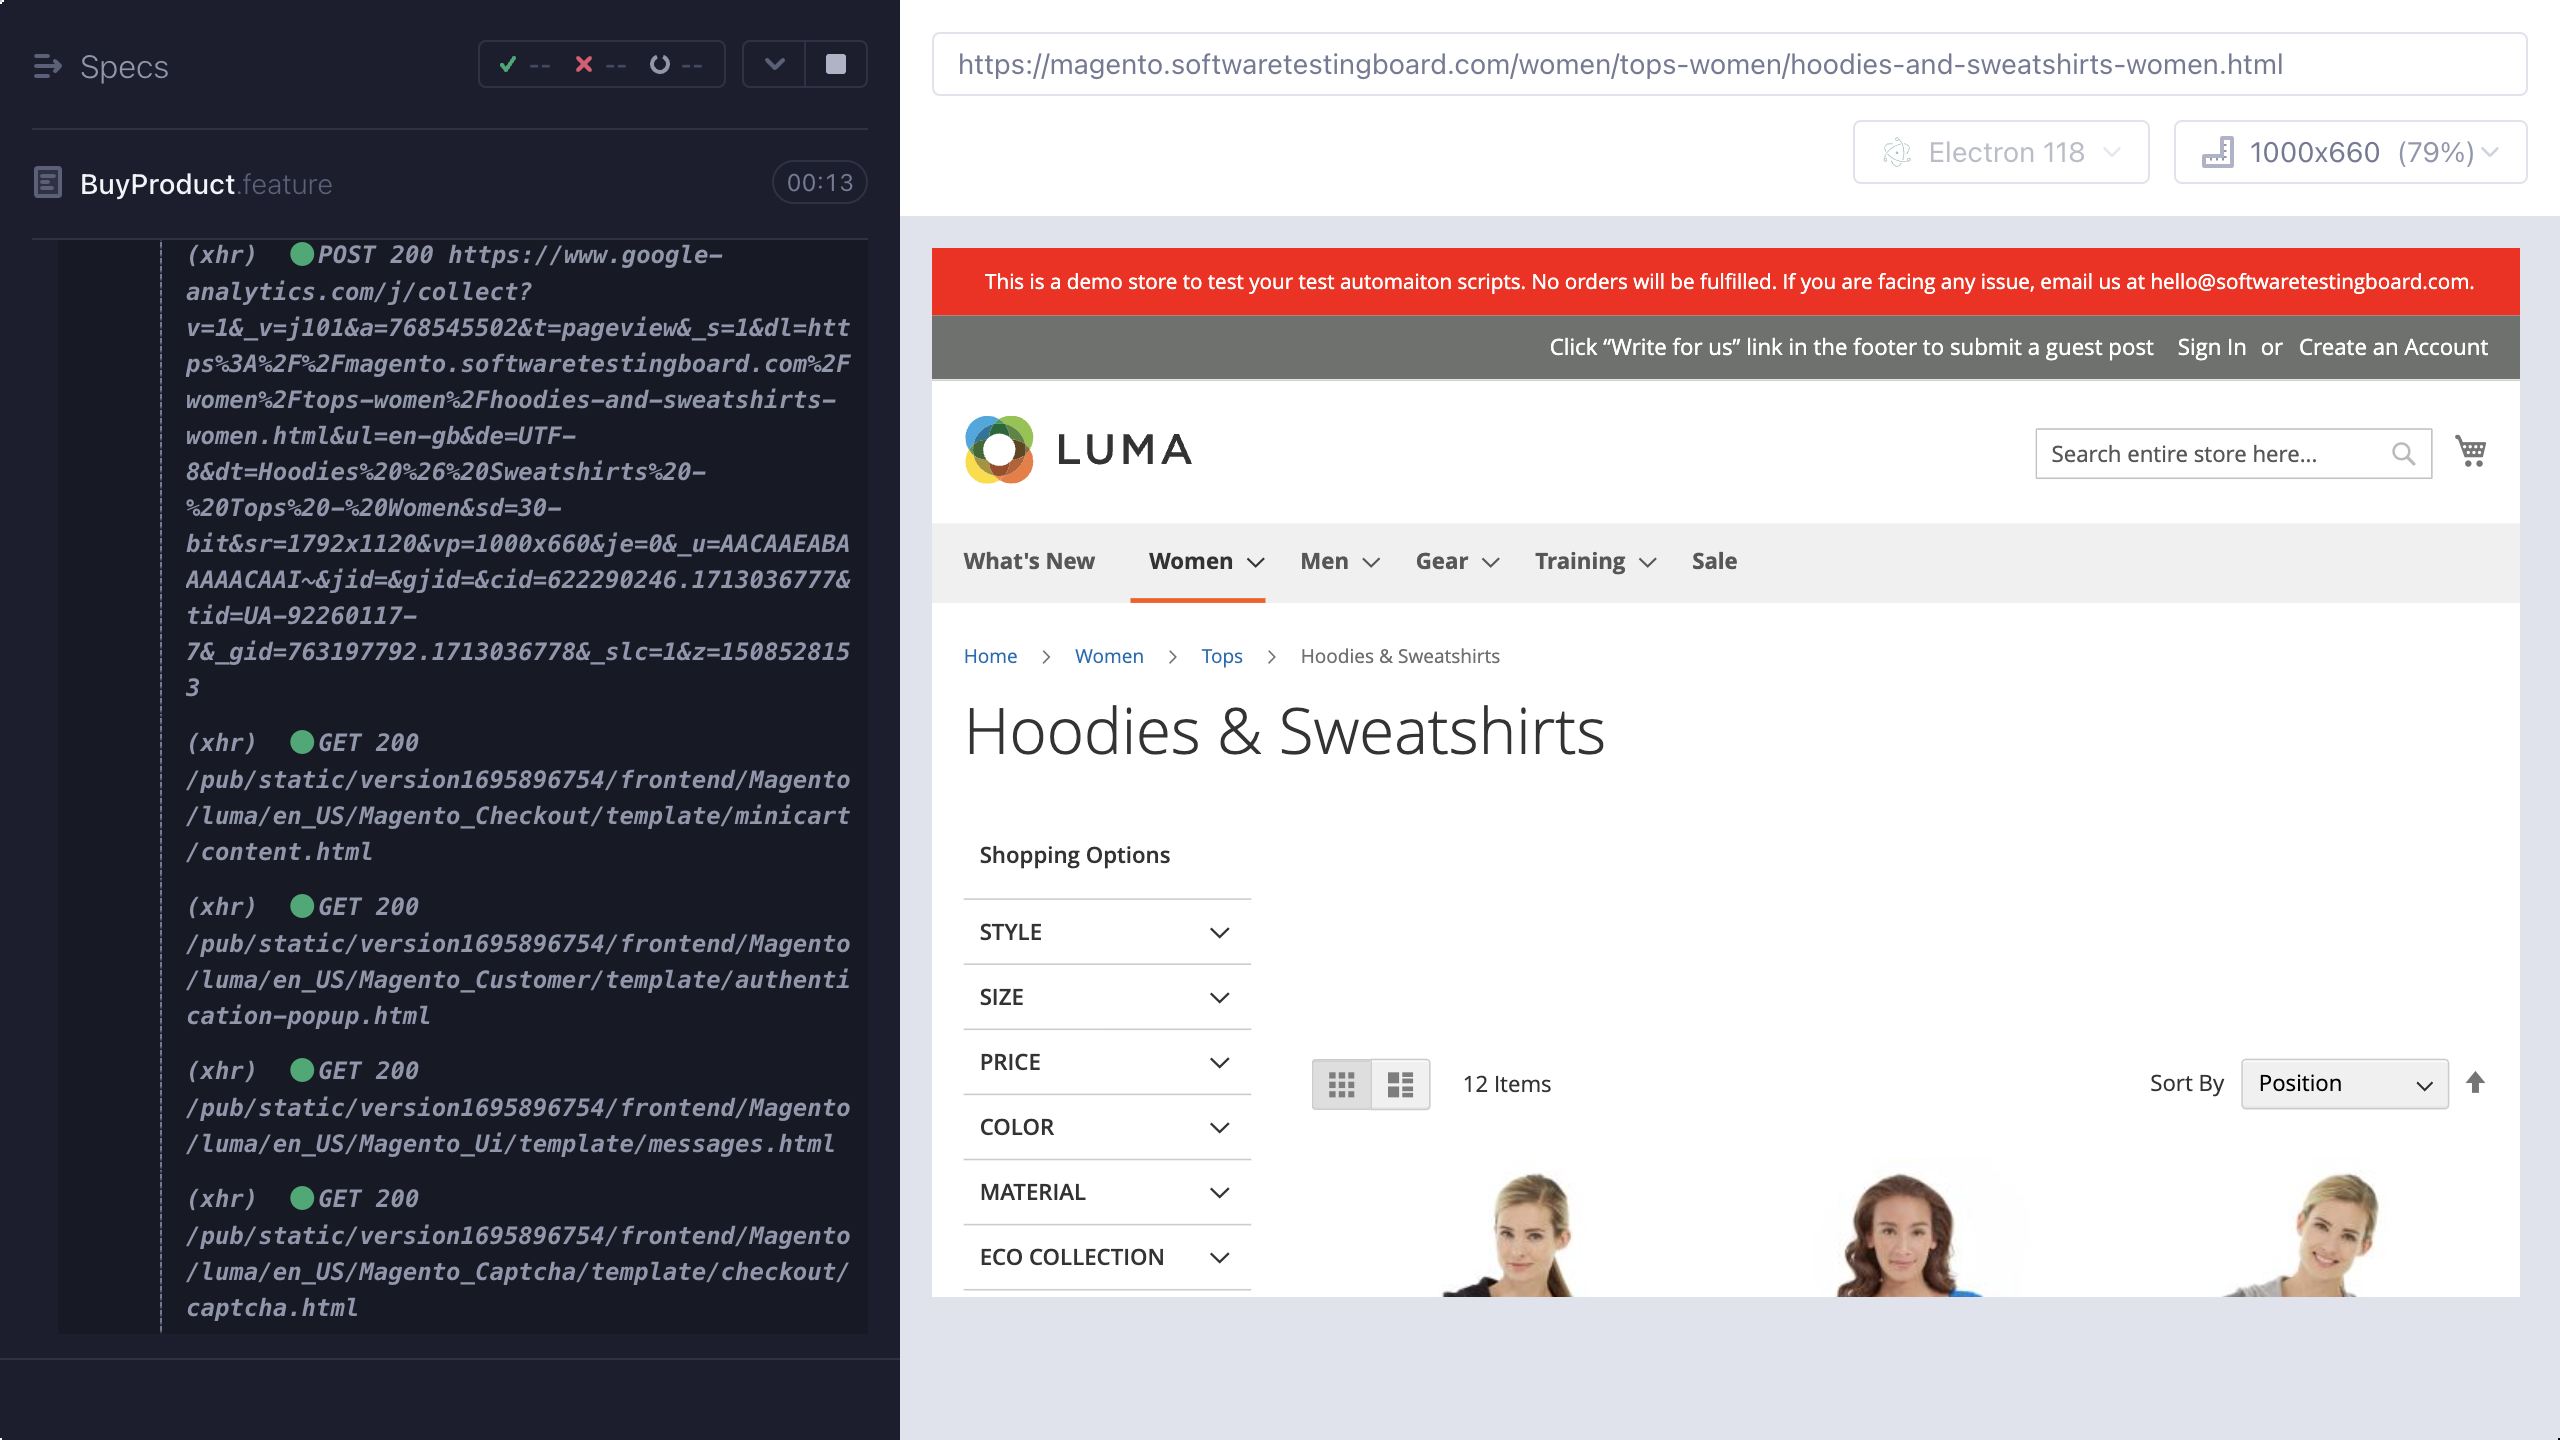 Specs
-- -- --
BuyProduct.feature
00:13
(xhr) POST 200 https://www.google-
analytics.com/j/collect?
v=1&_v=j101&a=768545502&t=pageview&_s=1&dl=htt
ps%3A%2F%2Fmagento.softwaretestingboard.com%2F
women%2Ftops-women%2Fhoodies-and-sweatshirts-
women.html&ul=en-gb&de=UTF-
8&dt=Hoodies%20%26%20Sweatshirts%20-
%20Tops%20-%20Women&sd=30-
bit&sr=1792x1120&vp=1000x660&je=0&_u=AACAAEABA
AAAACAAI~&jid=&gjid=&cid=622290246.1713036777&
tid=UA-92260117-
7&_gid=763197792.1713036778&_slc=1&z=150852815
3
(xhr) GET 200
/pub/static/version1695896754/frontend/Magento
/luma/en_US/Magento_Checkout/template/minicart
/content.html
(xhr) GET 200
/pub/static/version1695896754/frontend/Magento
/luma/en_US/Magento_Customer/template/authenti
cation-popup.html
(xhr) GET 200
/pub/static/version1695896754/frontend/Magento
/luma/en_US/Magento_Ui/template/messages.html
(xhr) GET 200
/pub/static/version1695896754/frontend/Magento
/luma/en_US/Magento_Captcha/template/checkout/
captcha.html
https://magento.softwaretestingboard.com/women/tops-women/hoodies-and-sweatshirts-women.html
Electron 118
1000x660 (79%)
This is a demo store to test your test automaiton scripts. No orders will be fulfilled. If you are facing any issue, email us at hello@softwaretestingboard.com.
Click “Write for us” link in the footer to submit a guest post Sign In or Create an Account
LUMA
Search entire store here...
What's New Women Men Gear Training Sale
Home > Women > Tops > Hoodies & Sweatshirts
Hoodies & Sweatshirts
Shopping Options
STYLE
SIZE
PRICE
COLOR
MATERIAL
ECO COLLECTION
12 Items
Sort By Position